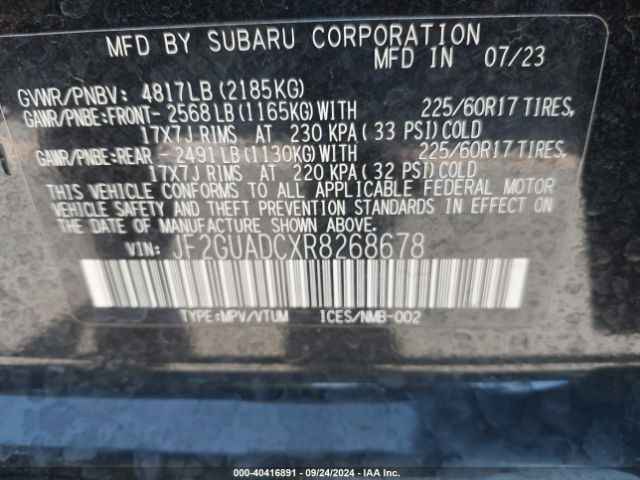 MFD BY SUBARU CORPORATION
MFD IN 07/23
GVWR/PNBV: 4817LB (2185KG)
GAWR/PNBE:FRONT- 2568LB (1165KG)WITH 225/60R17 TIRES,
17X7J RIMS AT 230 KPA (33 PSI)COLD
GAWR/PNBE:REAR - 2491LB (1130KG)WITH 225/60R17 TIRES,
17X7J RIMS AT 220 KPA (32 PSI)COLD
THIS VEHICLE CONFORMS TO ALL APPLICABLE FEDERAL MOTOR
VEHICLE SAFETY AND THEFT PREVENTION STANDARDS IN EFFECT ON
THE DATE OF MANUFACTURE SHOWN ABOVE.
VIN: JF2GUADCXR8268678
TYPE:MPV/VTUM ICES/NMB-002
000-40416891 - 09/24/2024 - IAA Inc.